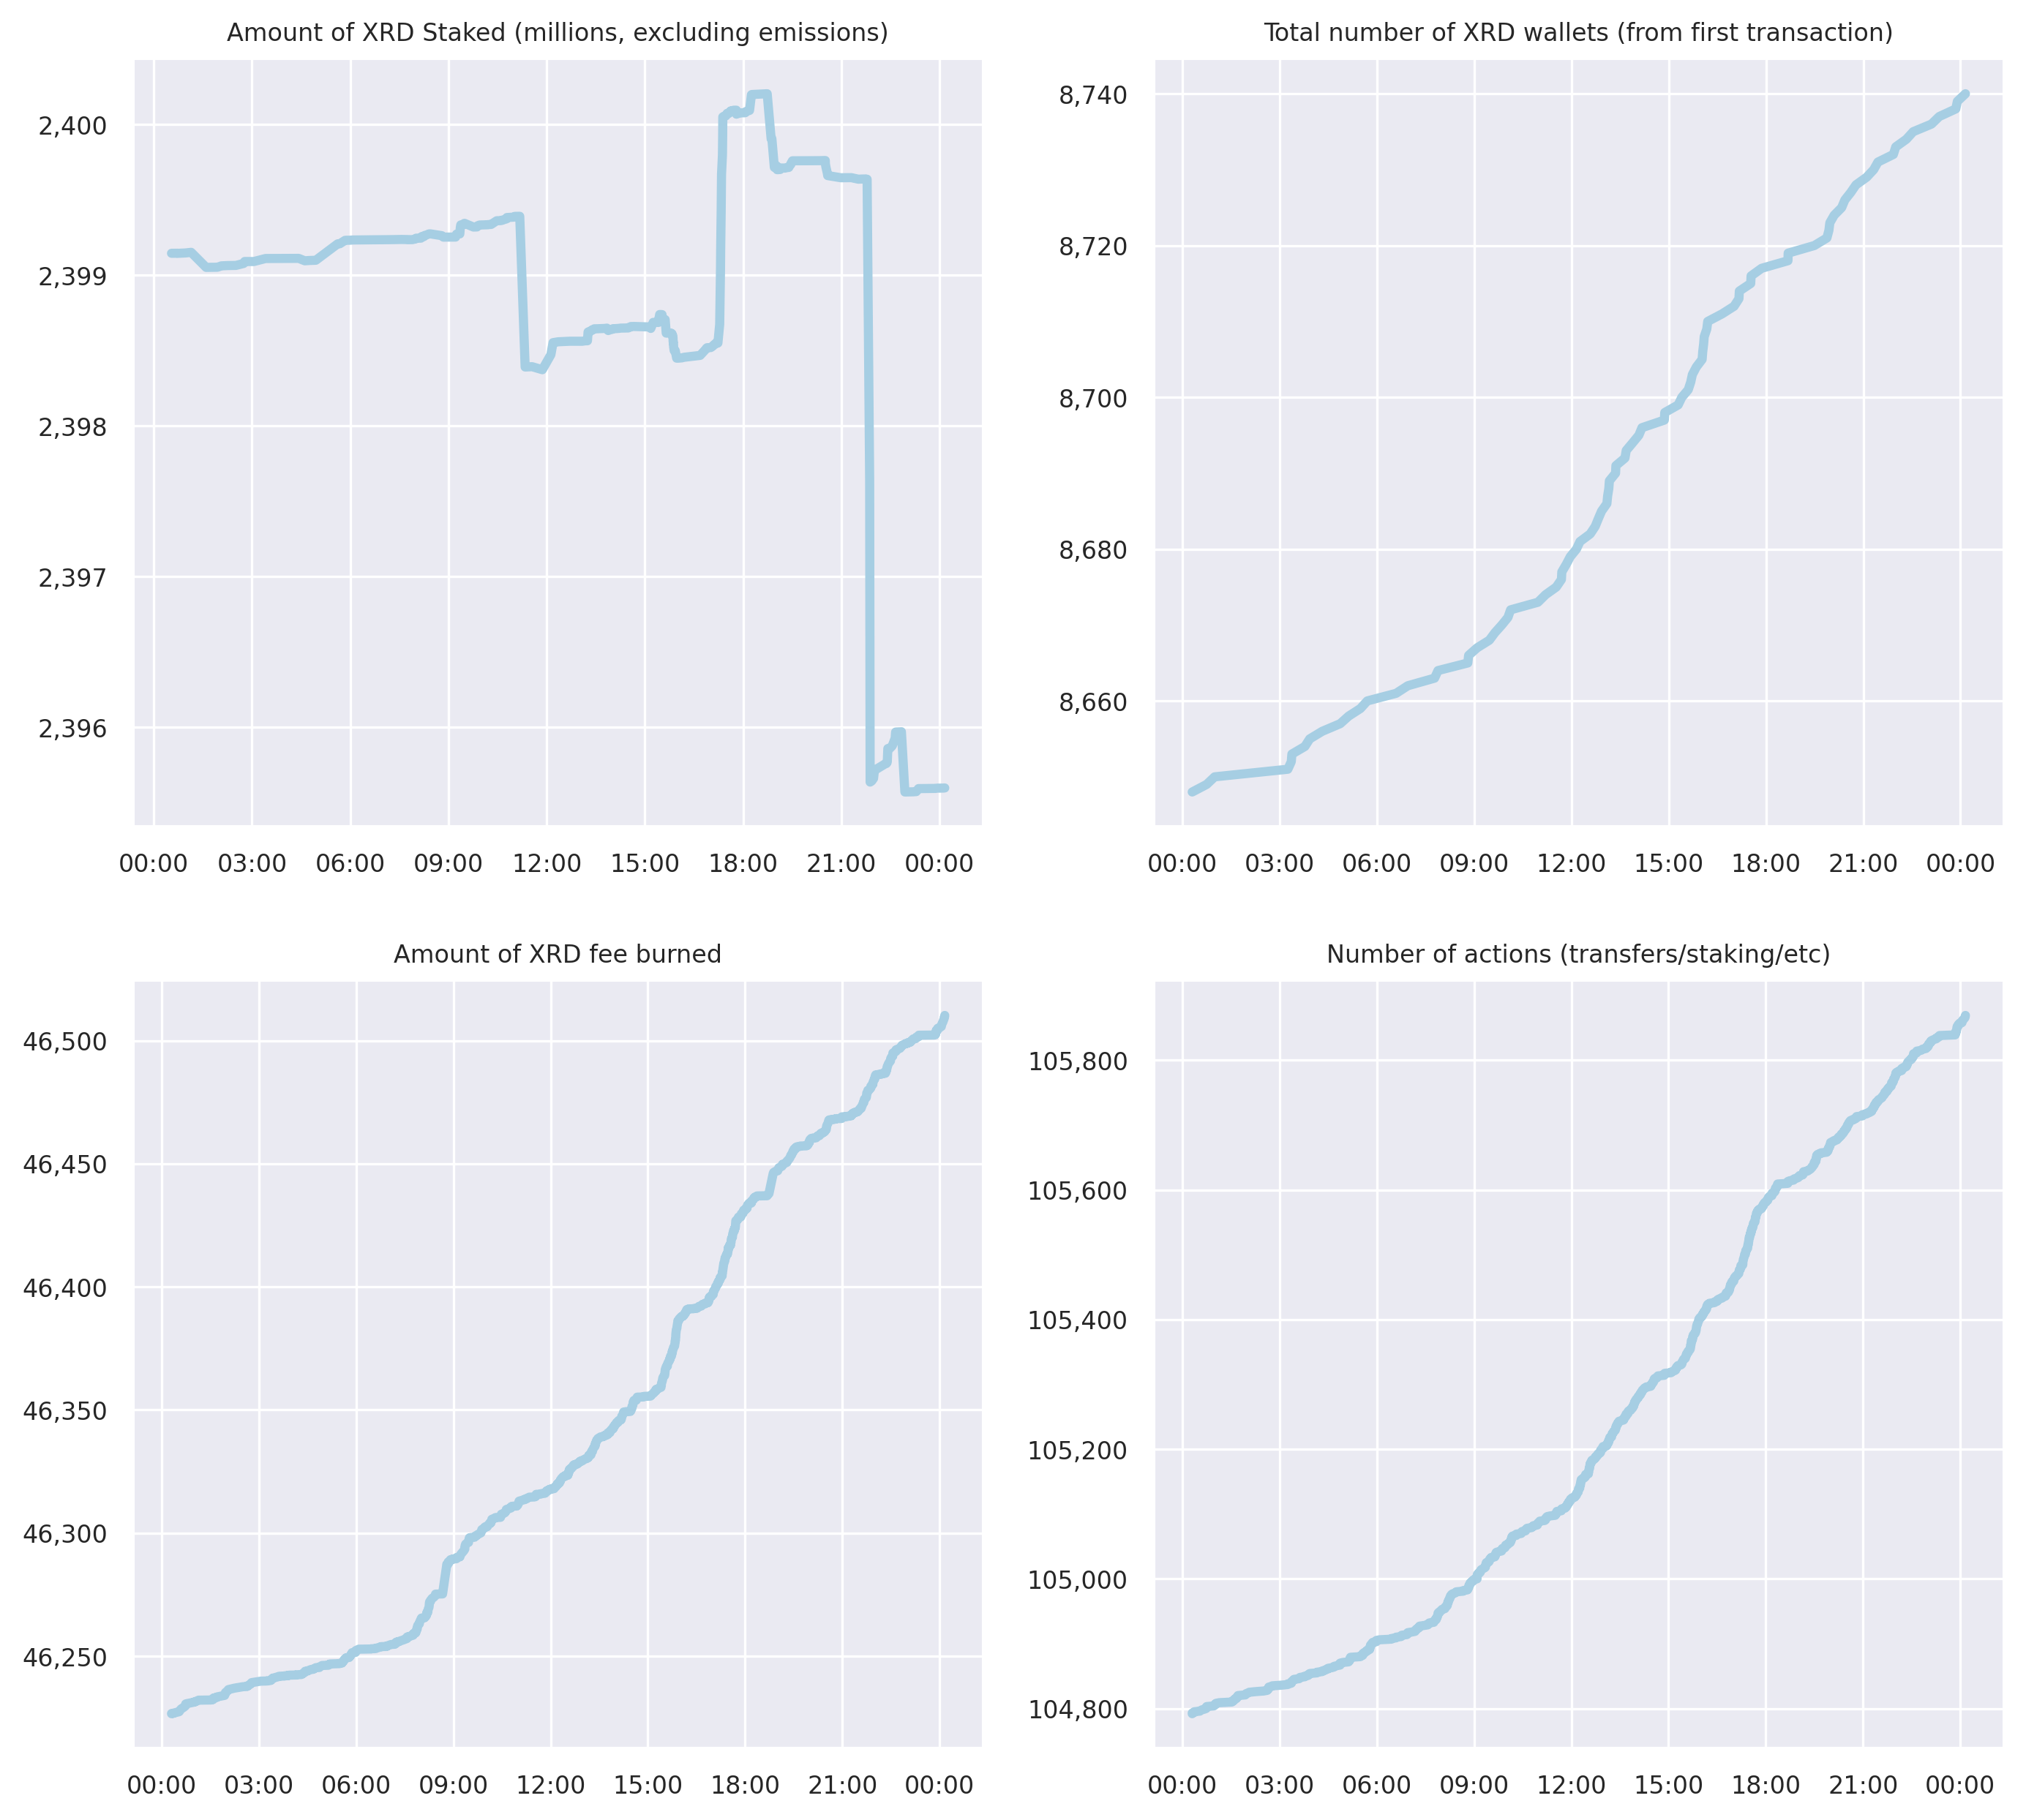 Amount of XRD Staked (millions, excluding emissions)
2,400
2,399
2,398
2,397
2,396
00:00 03:00 06:00 09:00 12:00 15:00 18:00 21:00 00:00
Total number of XRD wallets (from first transaction)
8,740
8,720
8,700
8,680
8,660
00:00 03:00 06:00 09:00 12:00 15:00 18:00 21:00 00:00
Amount of XRD fee burned
46,500
46,450
46,400
46,350
46,300
46,250
00:00 03:00 06:00 09:00 12:00 15:00 18:00 21:00 00:00
Number of actions (transfers/staking/etc)
105,800
105,600
105,400
105,200
105,000
104,800
00:00 03:00 06:00 09:00 12:00 15:00 18:00 21:00 00:00